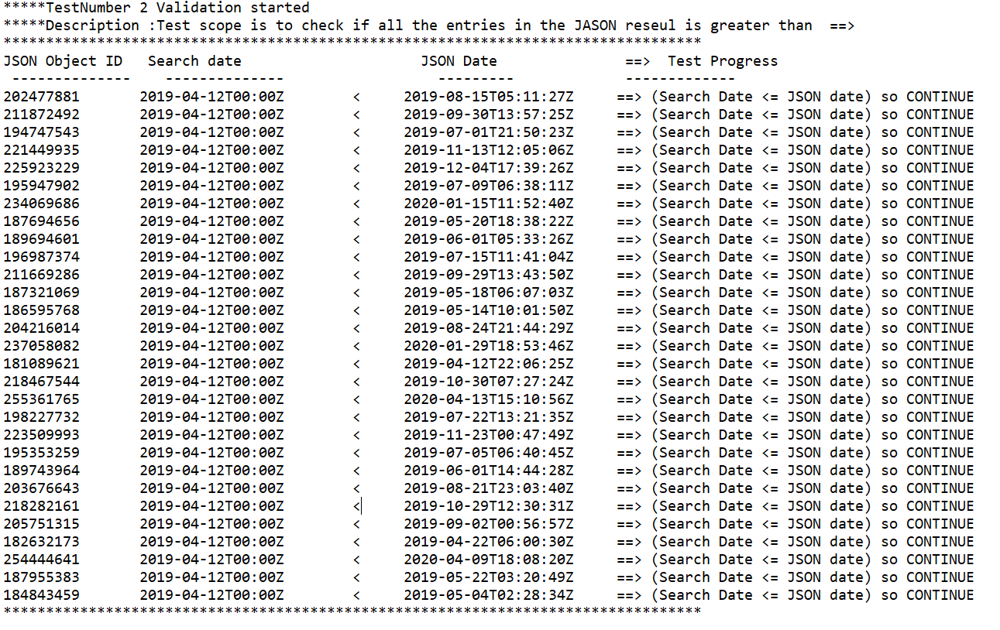 *****TestNumber 2 Validation started
*****Description :Test scope is to check if all the entries in the JASON reseul is greater than  ==>
**********************************************************************************
JSON Object ID   Search date                     JSON Date               ==>  Test Progress
 --------------    --------------                  ---------             -------------
202477881       2019-04-12T00:00Z        <     2019-08-15T05:11:27Z     ==> (Search Date <= JSON date) so CONTINUE
211872492       2019-04-12T00:00Z        <     2019-09-30T13:57:25Z     ==> (Search Date <= JSON date) so CONTINUE
194747543       2019-04-12T00:00Z        <     2019-07-01T21:50:23Z     ==> (Search Date <= JSON date) so CONTINUE
221449935       2019-04-12T00:00Z        <     2019-11-13T12:05:06Z     ==> (Search Date <= JSON date) so CONTINUE
225923229       2019-04-12T00:00Z        <     2019-12-04T17:39:26Z     ==> (Search Date <= JSON date) so CONTINUE
195947902       2019-04-12T00:00Z        <     2019-07-09T06:38:11Z     ==> (Search Date <= JSON date) so CONTINUE
234069686       2019-04-12T00:00Z        <     2020-01-15T11:52:40Z     ==> (Search Date <= JSON date) so CONTINUE
187694656       2019-04-12T00:00Z        <     2019-05-20T18:38:22Z     ==> (Search Date <= JSON date) so CONTINUE
189694601       2019-04-12T00:00Z        <     2019-06-01T05:33:26Z     ==> (Search Date <= JSON date) so CONTINUE
196987374       2019-04-12T00:00Z        <     2019-07-15T11:41:04Z     ==> (Search Date <= JSON date) so CONTINUE
211669286       2019-04-12T00:00Z        <     2019-09-29T13:43:50Z     ==> (Search Date <= JSON date) so CONTINUE
187321069       2019-04-12T00:00Z        <     2019-05-18T06:07:03Z     ==> (Search Date <= JSON date) so CONTINUE
186595768       2019-04-12T00:00Z        <     2019-05-14T10:01:50Z     ==> (Search Date <= JSON date) so CONTINUE
204216014       2019-04-12T00:00Z        <     2019-08-24T21:44:29Z     ==> (Search Date <= JSON date) so CONTINUE
237058082       2019-04-12T00:00Z        <     2020-01-29T18:53:46Z     ==> (Search Date <= JSON date) so CONTINUE
181089621       2019-04-12T00:00Z        <     2019-04-12T22:06:25Z     ==> (Search Date <= JSON date) so CONTINUE
218467544       2019-04-12T00:00Z        <     2019-10-30T07:27:24Z     ==> (Search Date <= JSON date) so CONTINUE
255361765       2019-04-12T00:00Z        <     2020-04-13T15:10:56Z     ==> (Search Date <= JSON date) so CONTINUE
198227732       2019-04-12T00:00Z        <     2019-07-22T13:21:35Z     ==> (Search Date <= JSON date) so CONTINUE
223509993       2019-04-12T00:00Z        <     2019-11-23T00:47:49Z     ==> (Search Date <= JSON date) so CONTINUE
195353259       2019-04-12T00:00Z        <     2019-07-05T06:40:45Z     ==> (Search Date <= JSON date) so CONTINUE
189743964       2019-04-12T00:00Z        <     2019-06-01T14:44:28Z     ==> (Search Date <= JSON date) so CONTINUE
203676643       2019-04-12T00:00Z        <     2019-08-21T23:03:40Z     ==> (Search Date <= JSON date) so CONTINUE
218282161       2019-04-12T00:00Z        <     2019-10-29T12:30:31Z     ==> (Search Date <= JSON date) so CONTINUE
205751315       2019-04-12T00:00Z        <     2019-09-02T00:56:57Z     ==> (Search Date <= JSON date) so CONTINUE
182632173       2019-04-12T00:00Z        <     2019-04-22T06:00:30Z     ==> (Search Date <= JSON date) so CONTINUE
254444641       2019-04-12T00:00Z        <     2020-04-09T18:08:20Z     ==> (Search Date <= JSON date) so CONTINUE
187955383       2019-04-12T00:00Z        <     2019-05-22T03:20:49Z     ==> (Search Date <= JSON date) so CONTINUE
184843459       2019-04-12T00:00Z        <     2019-05-04T02:28:34Z     ==> (Search Date <= JSON date) so CONTINUE
**********************************************************************************